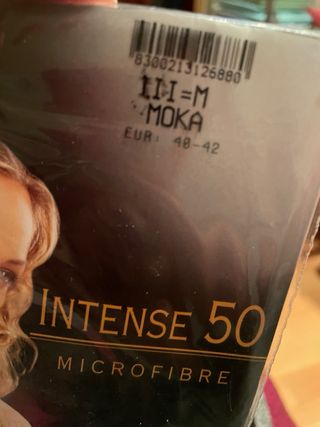 8300213126880
III=M
MOKA
EUR: 40-42
INTENSE 50
MICROFIBRE